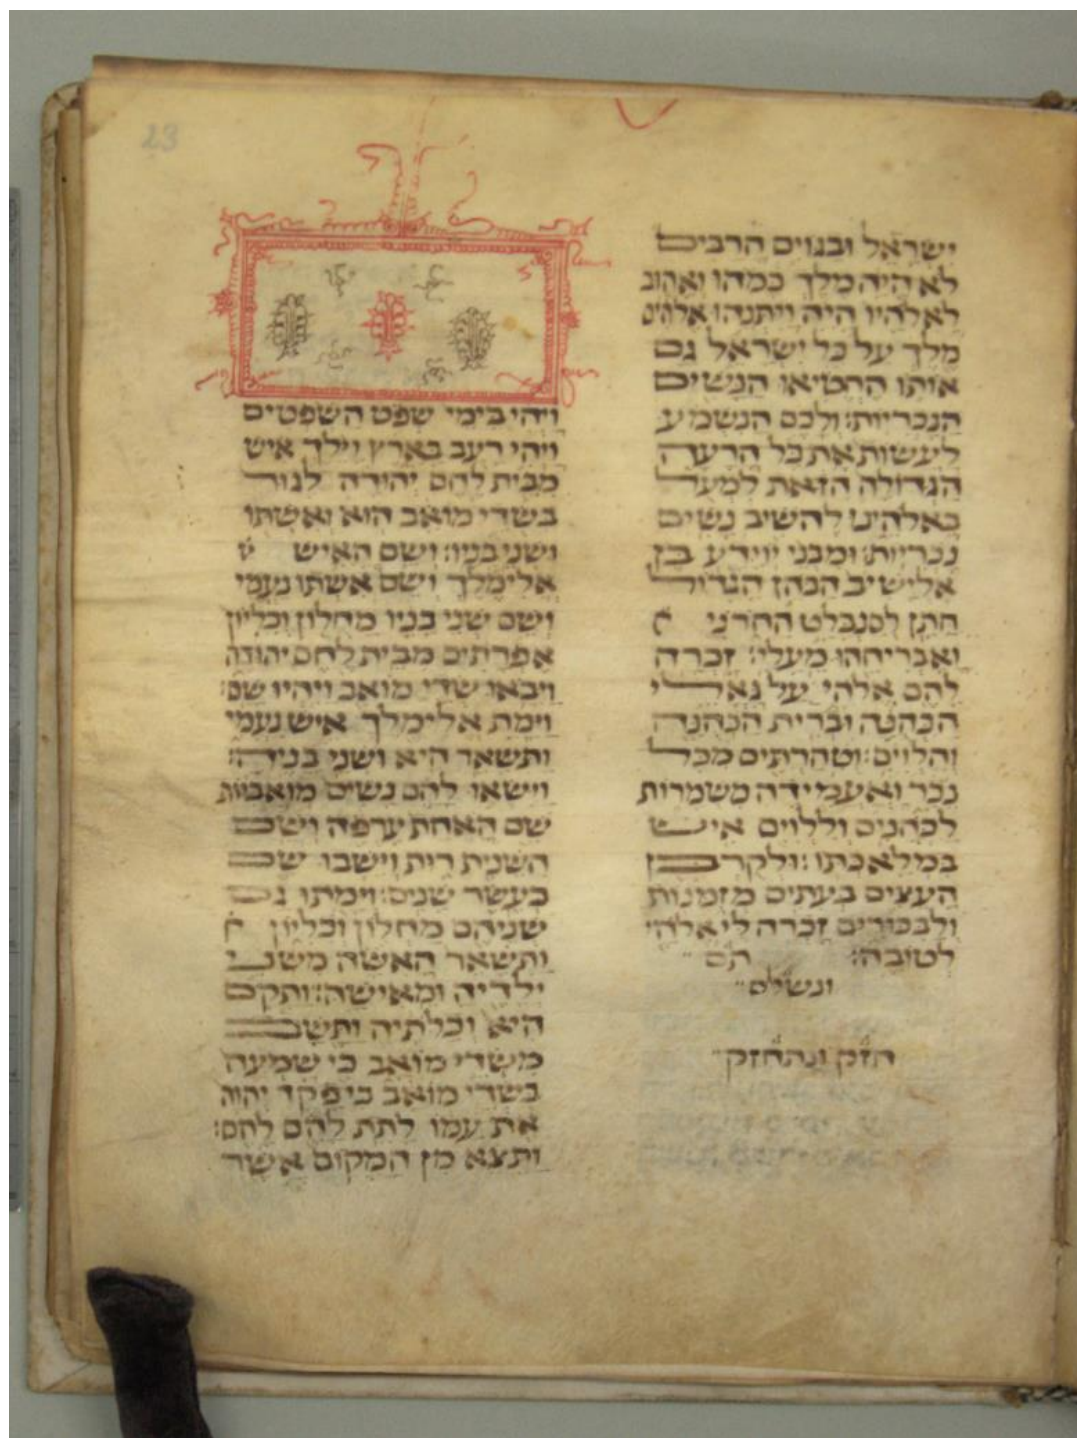 ישראל ובגוים הרבים
לא היה מלך כמהו ואהוב
לאלהיו היה ויתנהו אלהים
מלך על כל ישראל גם
אותו החטיאו הנשים
הנכריות: ולכם הנשמע
לעשות את כל הרעה
הגדולה הזאת למעל
באלהינו להשיב נשים
נכריות: ומבני יוידע בן
אלישיב הכהן הגדול
חתן לסנבלט החרני
ואבריחהו מעלי: זכרה
להם אלהי על גאלי
הכהנה וברית הכהנה
והלוים: וטהרתים מכל
נכר ואעמידה משמרות
לכהנים וללוים איש
במלאכתו: ולקרבן
העצים בעתים מזמנות
ולבכורים זכרה לי אלהי
לטובה: תם
ונשלם
חזק ונתחזק
23
ויהי בימי שפט השפטים
ויהי רעב בארץ וילך איש
מבית לחם יהודה לגור
בשדי מואב הוא ואשתו
ושני בניו: ושם האיש
אלימלך ושם אשתו נעמי
ושם שני בניו מחלון וכליון
אפרתים מבית לחם יהודה
ויבאו שדי מואב ויהיו שם:
וימת אלימלך איש נעמי
ותשאר היא ושני בניה:
וישאו להם נשים מואביות
שם האחת ערפה ושם
השנית רות וישבו שם
כעשר שנים: וימתו גם
שניהם מחלון וכליון
ותשאר האשה משני
ילדיה ומאישה: ותקם
היא וכלתיה ותשב
משדי מואב כי שמעה
בשדי מואב כי פקד יהוה
את עמו לתת להם לחם:
ותצא מן המקום אשר